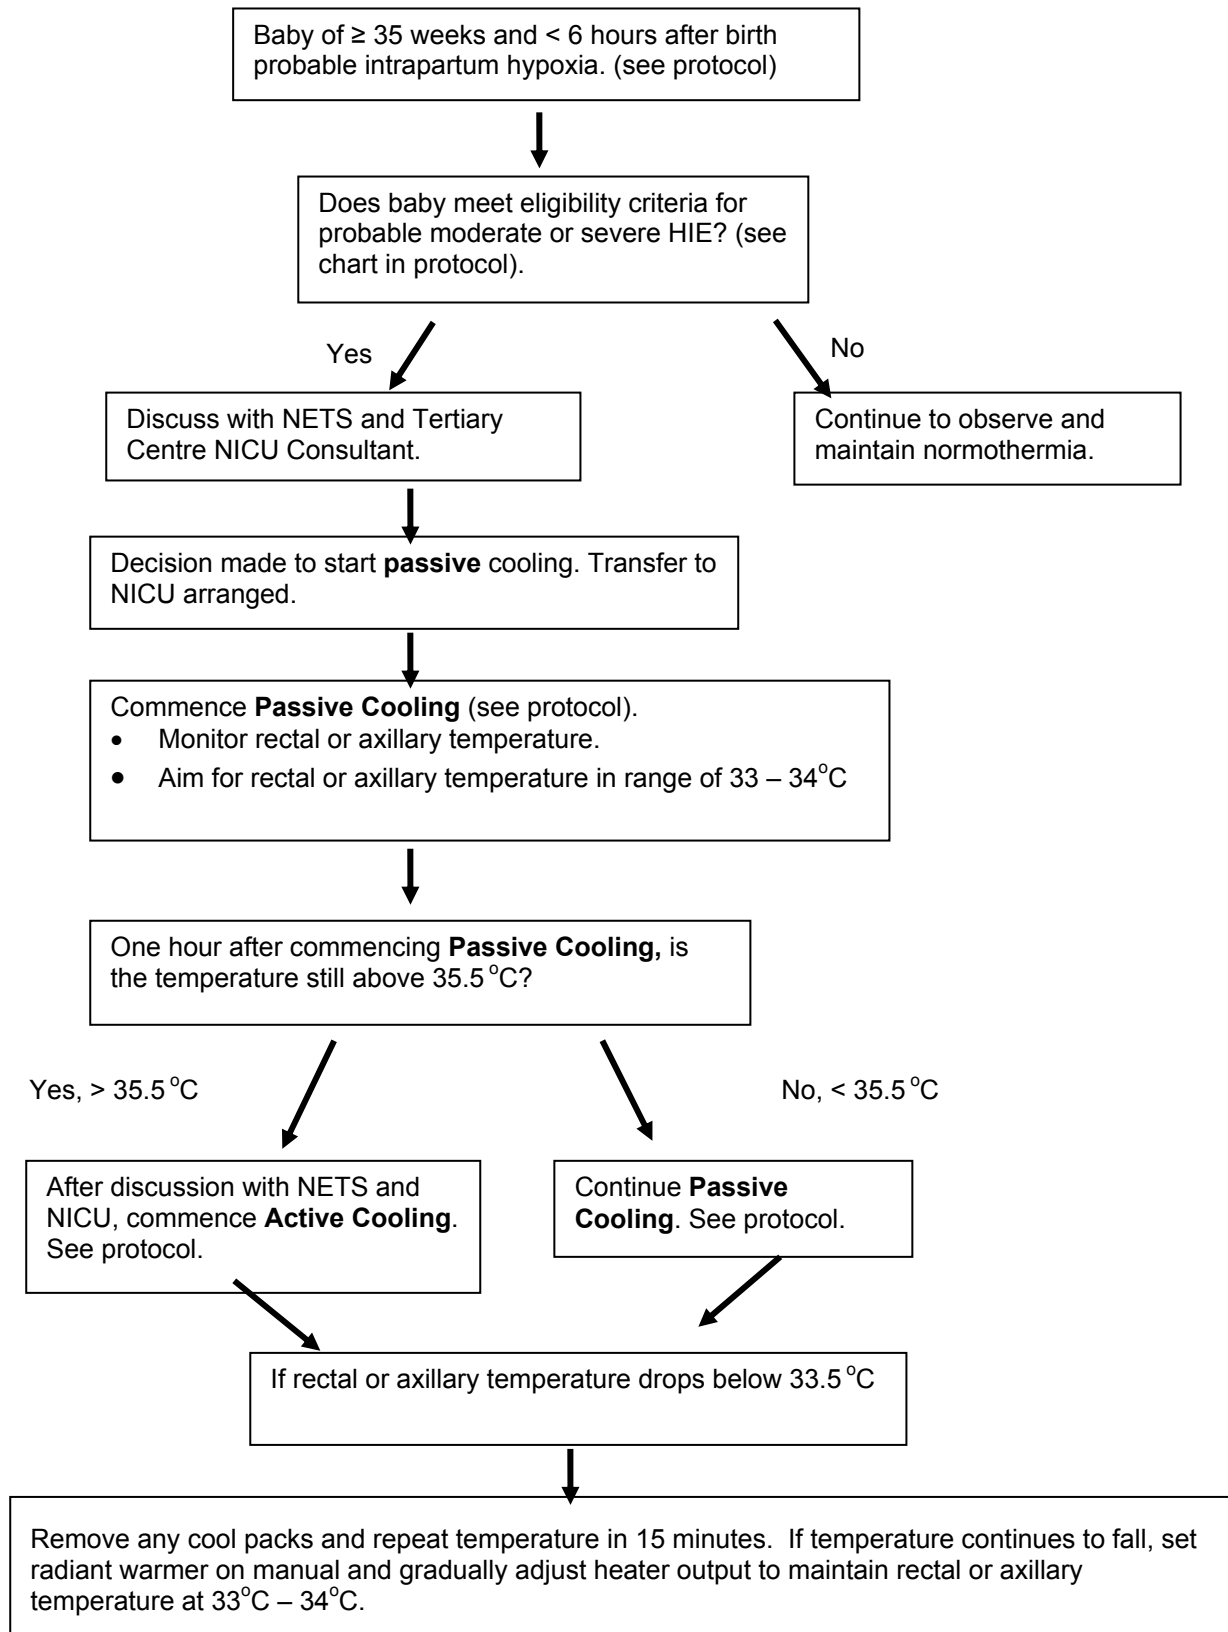 Baby of ≥ 35 weeks and < 6 hours after birth
probable intrapartum hypoxia. (see protocol)
Does baby meet eligibility criteria for
probable moderate or severe HIE? (see
chart in protocol).
Yes
No
Discuss with NETS and Tertiary
Centre NICU Consultant.
Continue to observe and
maintain normothermia.
Decision made to start passive cooling. Transfer to
NICU arranged.
Commence Passive Cooling (see protocol).
• Monitor rectal or axillary temperature.
• Aim for rectal or axillary temperature in range of 33 – 34°C
One hour after commencing Passive Cooling, is
the temperature still above 35.5 °C?
Yes, > 35.5 °C
No, < 35.5 °C
After discussion with NETS and
NICU, commence Active Cooling.
See protocol.
Continue Passive
Cooling. See protocol.
If rectal or axillary temperature drops below 33.5 °C
Remove any cool packs and repeat temperature in 15 minutes.  If temperature continues to fall, set
radiant warmer on manual and gradually adjust heater output to maintain rectal or axillary
temperature at 33°C – 34°C.